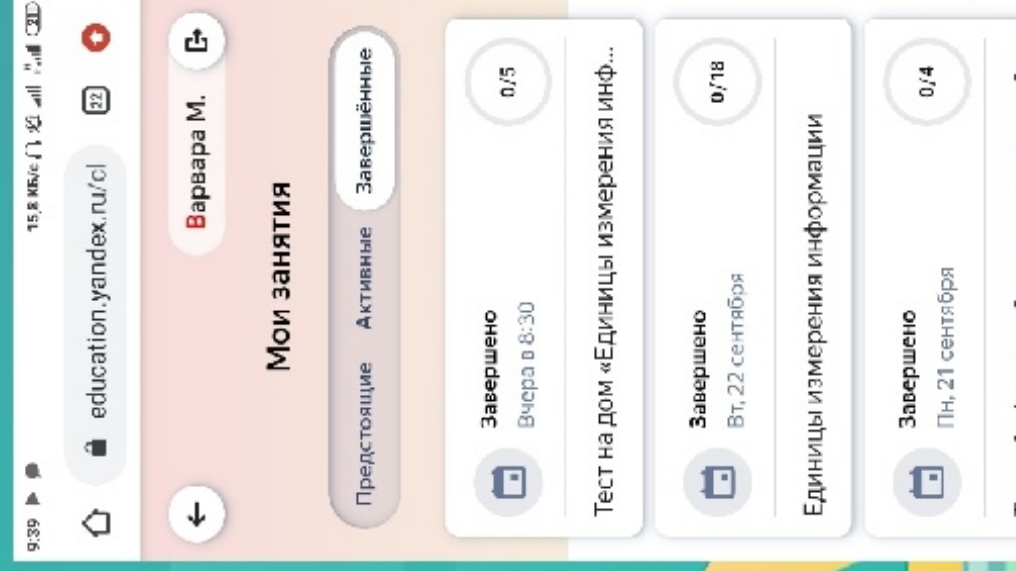 9:39
15,8 КБ/с
education.yandex.ru/cl
22
Варвара М.
Мои занятия
Предстоящие Активные Завершённые
Завершено
Вчера в 8:30
0/5
Тест на дом «Единицы измерения инф...
Завершено
Вт, 22 сентября
0/18
Единицы измерения информации
Завершено
Пн, 21 сентября
0/4